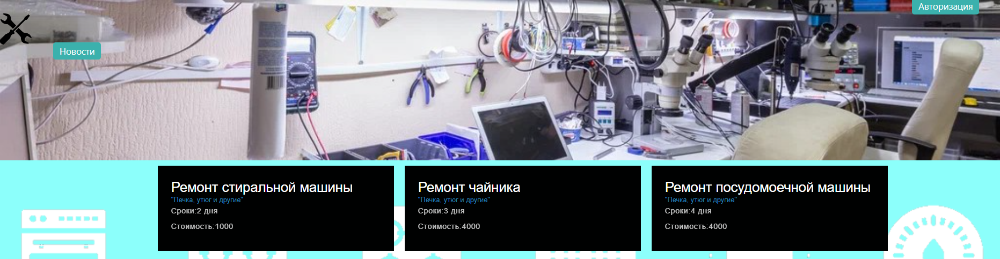 Авторизация
Новости
Ремонт стиральной машины
"Печка, утюг и другие"
Сроки:2 дня
Стоимость:1000
Ремонт чайника
"Печка, утюг и другие"
Сроки:3 дня
Стоимость:4000
Ремонт посудомоечной машины
"Печка, утюг и другие"
Сроки:4 дня
Стоимость:4000